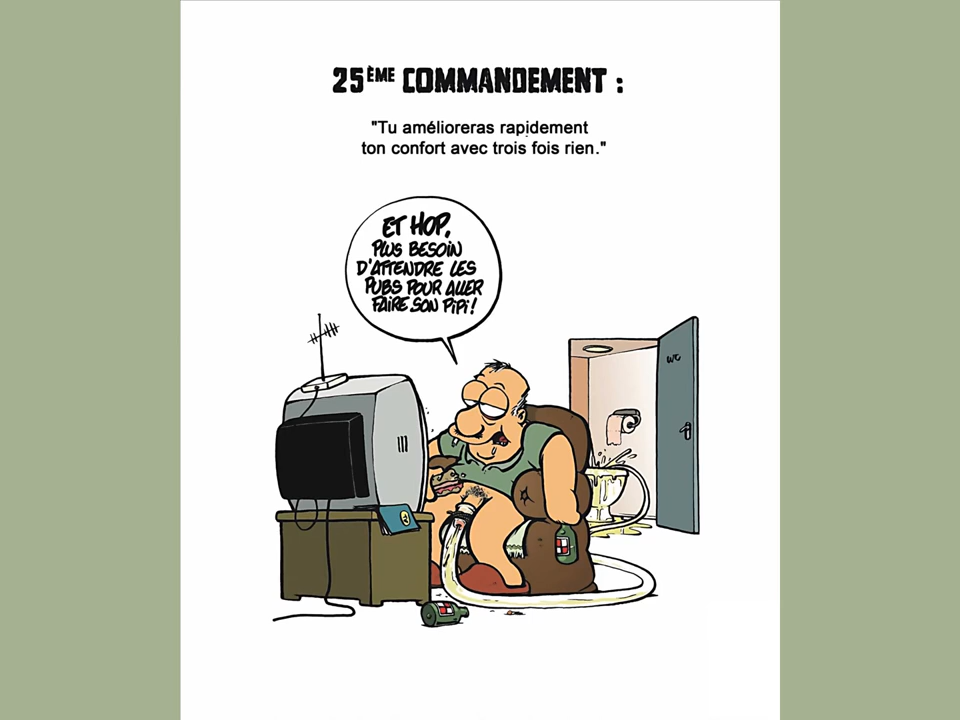 25ÈME COMMANDEMENT :
"Tu amélioreras rapidement
ton confort avec trois fois rien."
ET HOP,
PLUS BESOIN
D'ATTENDRE LES
PUBS POUR ALLER
FAIRE SON PIPI !
WC